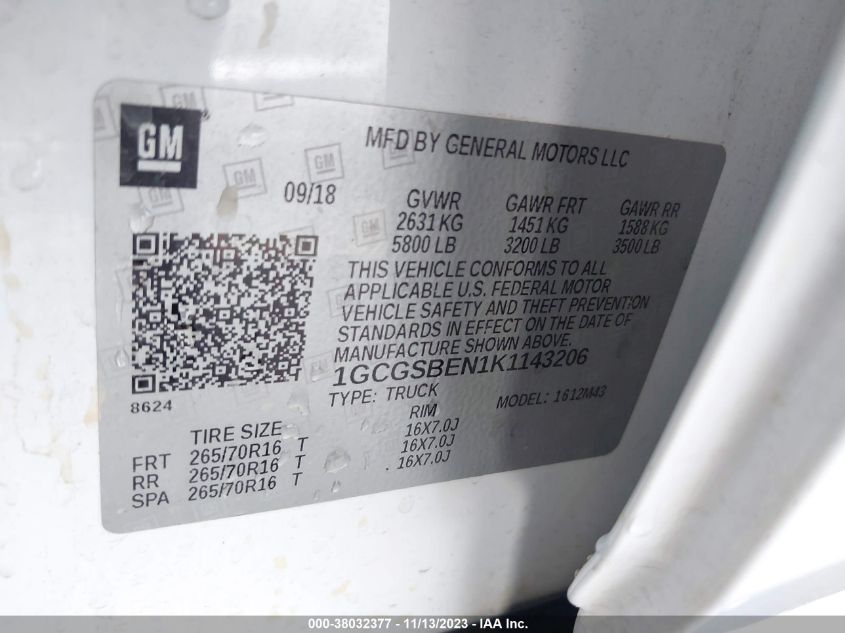 GM
MFD BY GENERAL MOTORS LLC
09/18
GVWR GAWR FRT GAWR RR
2631 KG 1451 KG 1588 KG
5800 LB 3200 LB 3500 LB
THIS VEHICLE CONFORMS TO ALL
APPLICABLE U.S. FEDERAL MOTOR
VEHICLE SAFETY AND THEFT PREVENTION
STANDARDS IN EFFECT ON THE DATE OF
MANUFACTURE SHOWN ABOVE.
1GCGSBEN1K1143206
8624
TYPE: TRUCK MODEL: 1612M43
TIRE SIZE RIM
FRT 265/70R16 T 16X7.0J
RR 265/70R16 T 16X7.0J
SPA 265/70R16 T 16X7.0J
000-38032377 - 11/13/2023 - IAA Inc.